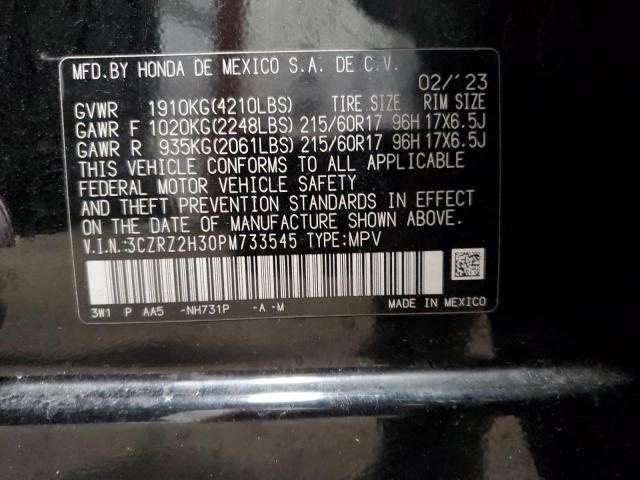 MFD.BY HONDA DE MEXICO S.A. DE C.V.
02/'23
GVWR 1910KG(4210LBS) TIRE SIZE RIM SIZE
GAWR F 1020KG(2248LBS) 215/60R17 96H 17X6.5J
GAWR R 935KG(2061LBS) 215/60R17 96H 17X6.5J
THIS VEHICLE CONFORMS TO ALL APPLICABLE
FEDERAL MOTOR VEHICLE SAFETY
AND THEFT PREVENTION STANDARDS IN EFFECT
ON THE DATE OF MANUFACTURE SHOWN ABOVE.
V.I.N.:3CZRZ2H30PM733545 TYPE:MPV
3W1 P AA5 -NH731P -A -M MADE IN MEXICO